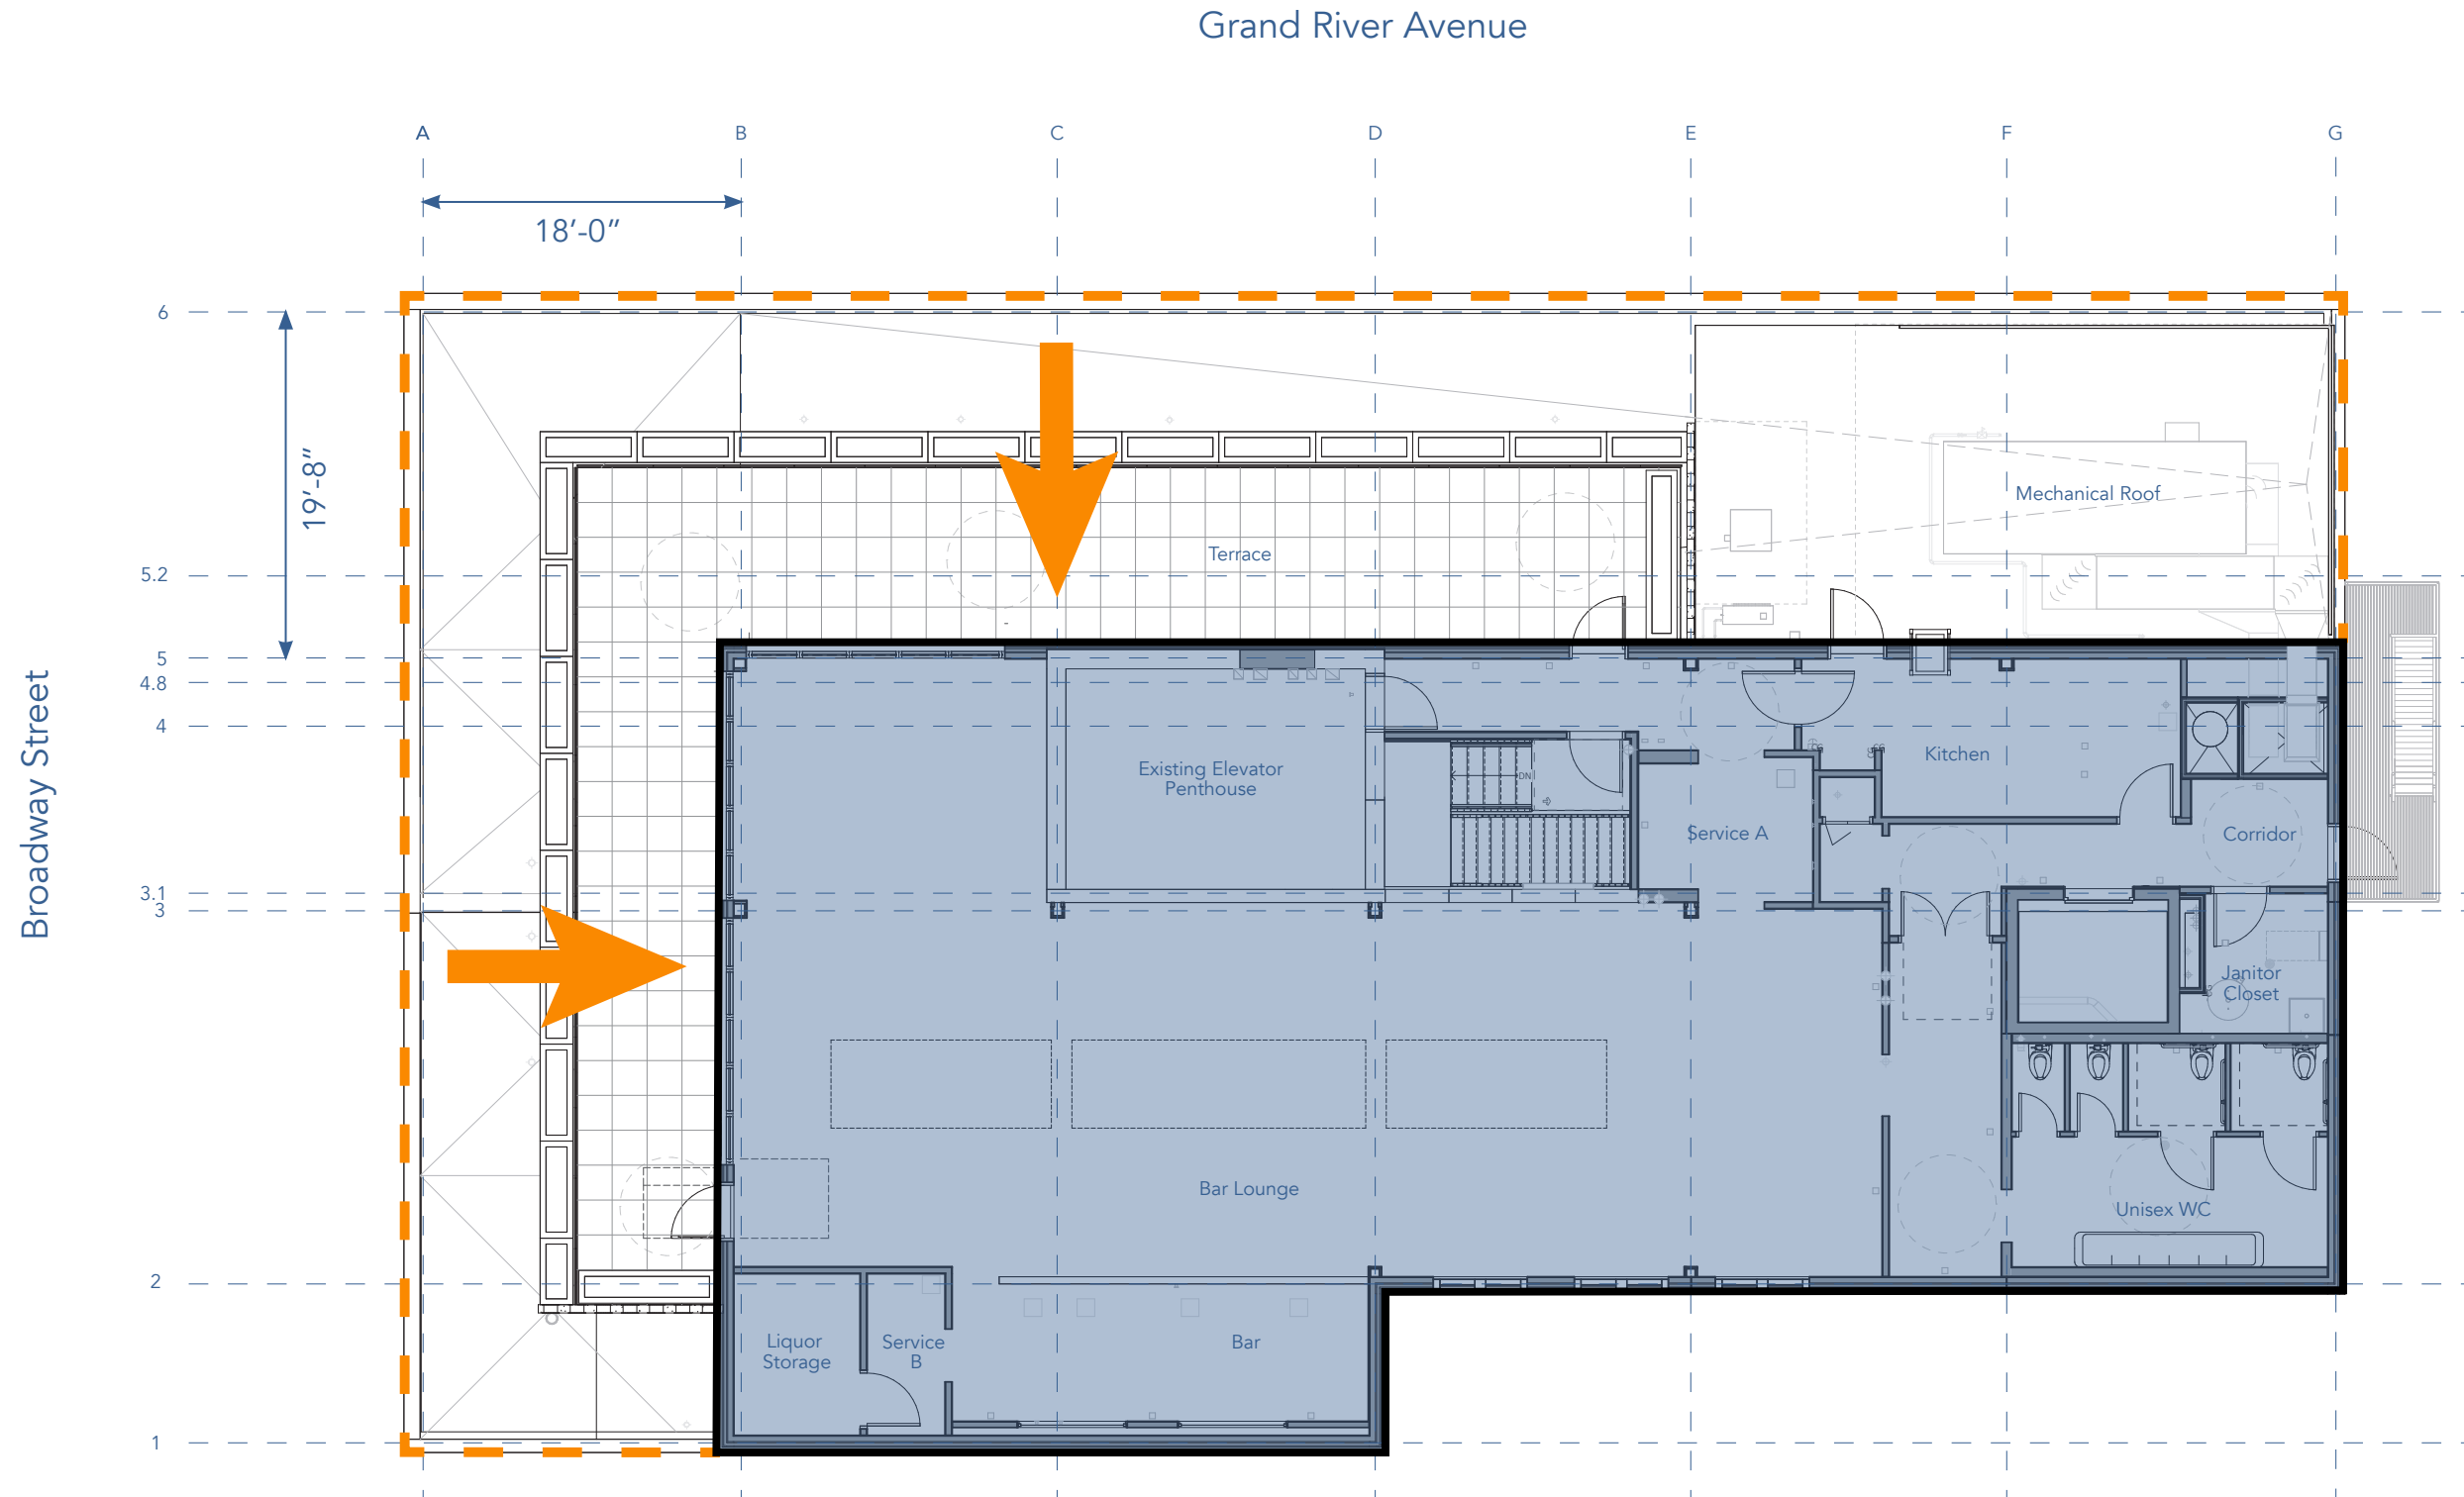 Grand River Avenue
A B C D E F G
18’-0”
6
19’-8”
Mechanical Roof
Terrace
5.2
5
4.8
4
Broadway Street
Existing Elevator
Penthouse
DN
Kitchen
Service A
Corridor
3.1
3
Janitor
Closet
Bar Lounge
Unisex WC
2
Liquor
Storage
Service
B
Bar
1